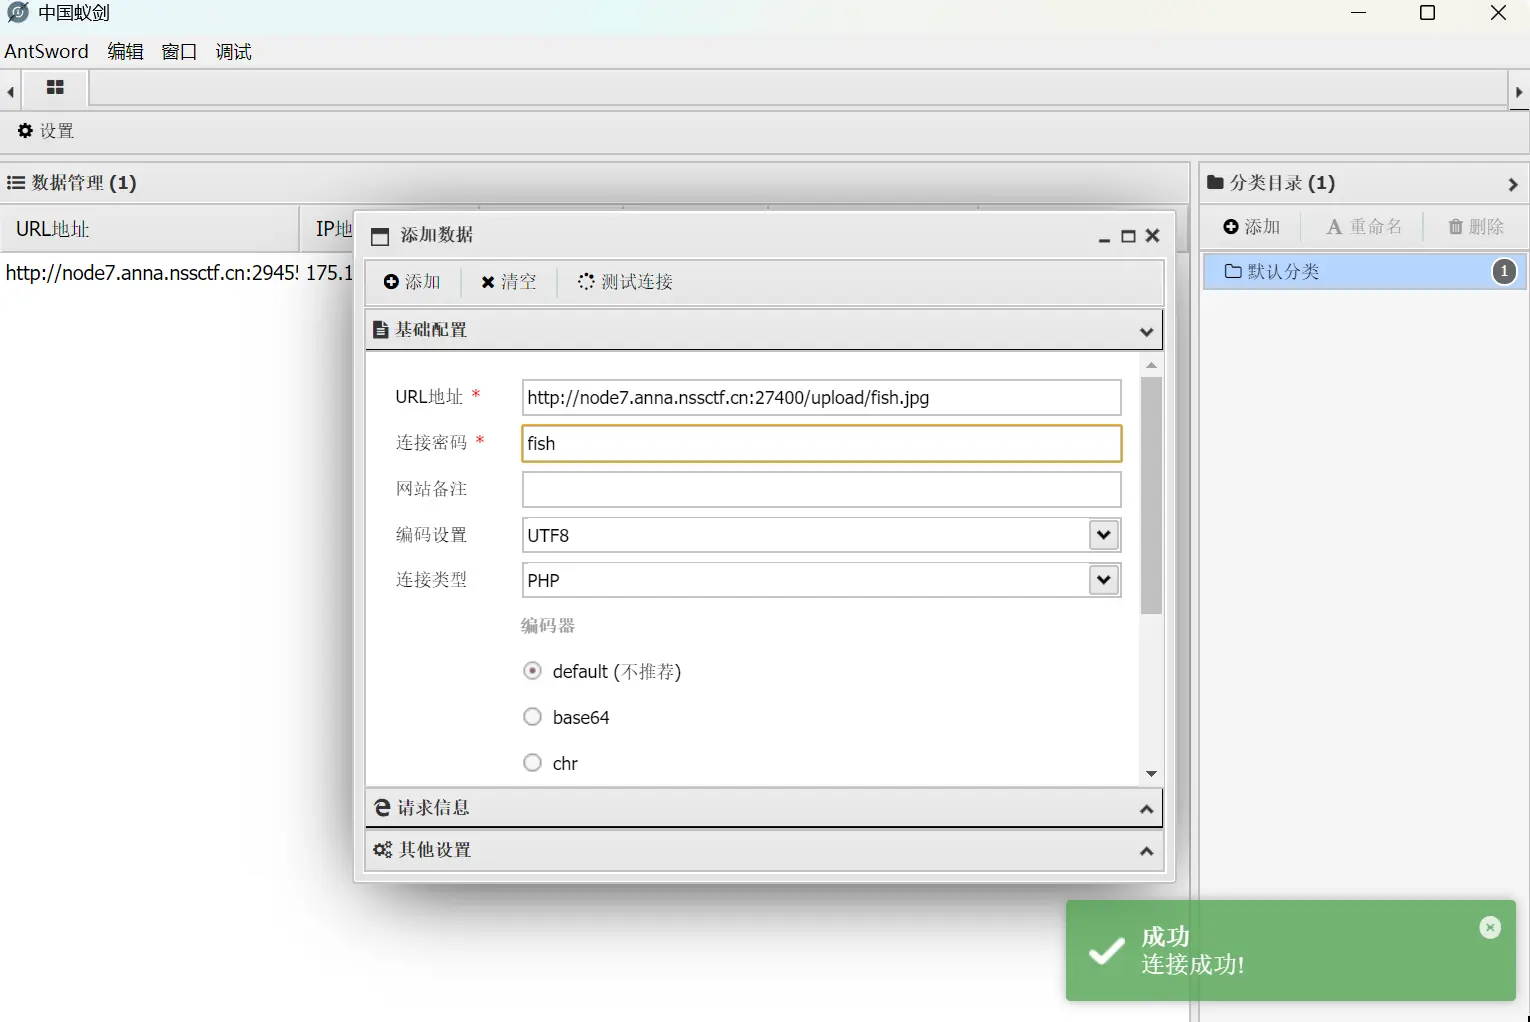 中国蚁剑
AntSword 编辑 窗口 调试
设置
数据管理 (1)
分类目录 (1)
URL地址
IP地
添加 重命名 删除
http://node7.anna.nssctf.cn:2945
175.1
默认分类 1
添加数据
添加 清空 测试连接
基础配置
URL地址 * http://node7.anna.nssctf.cn:27400/upload/fish.jpg
连接密码 * fish
网站备注
编码设置 UTF8
连接类型 PHP
编码器
default (不推荐)
base64
chr
请求信息
其他设置
成功
连接成功!